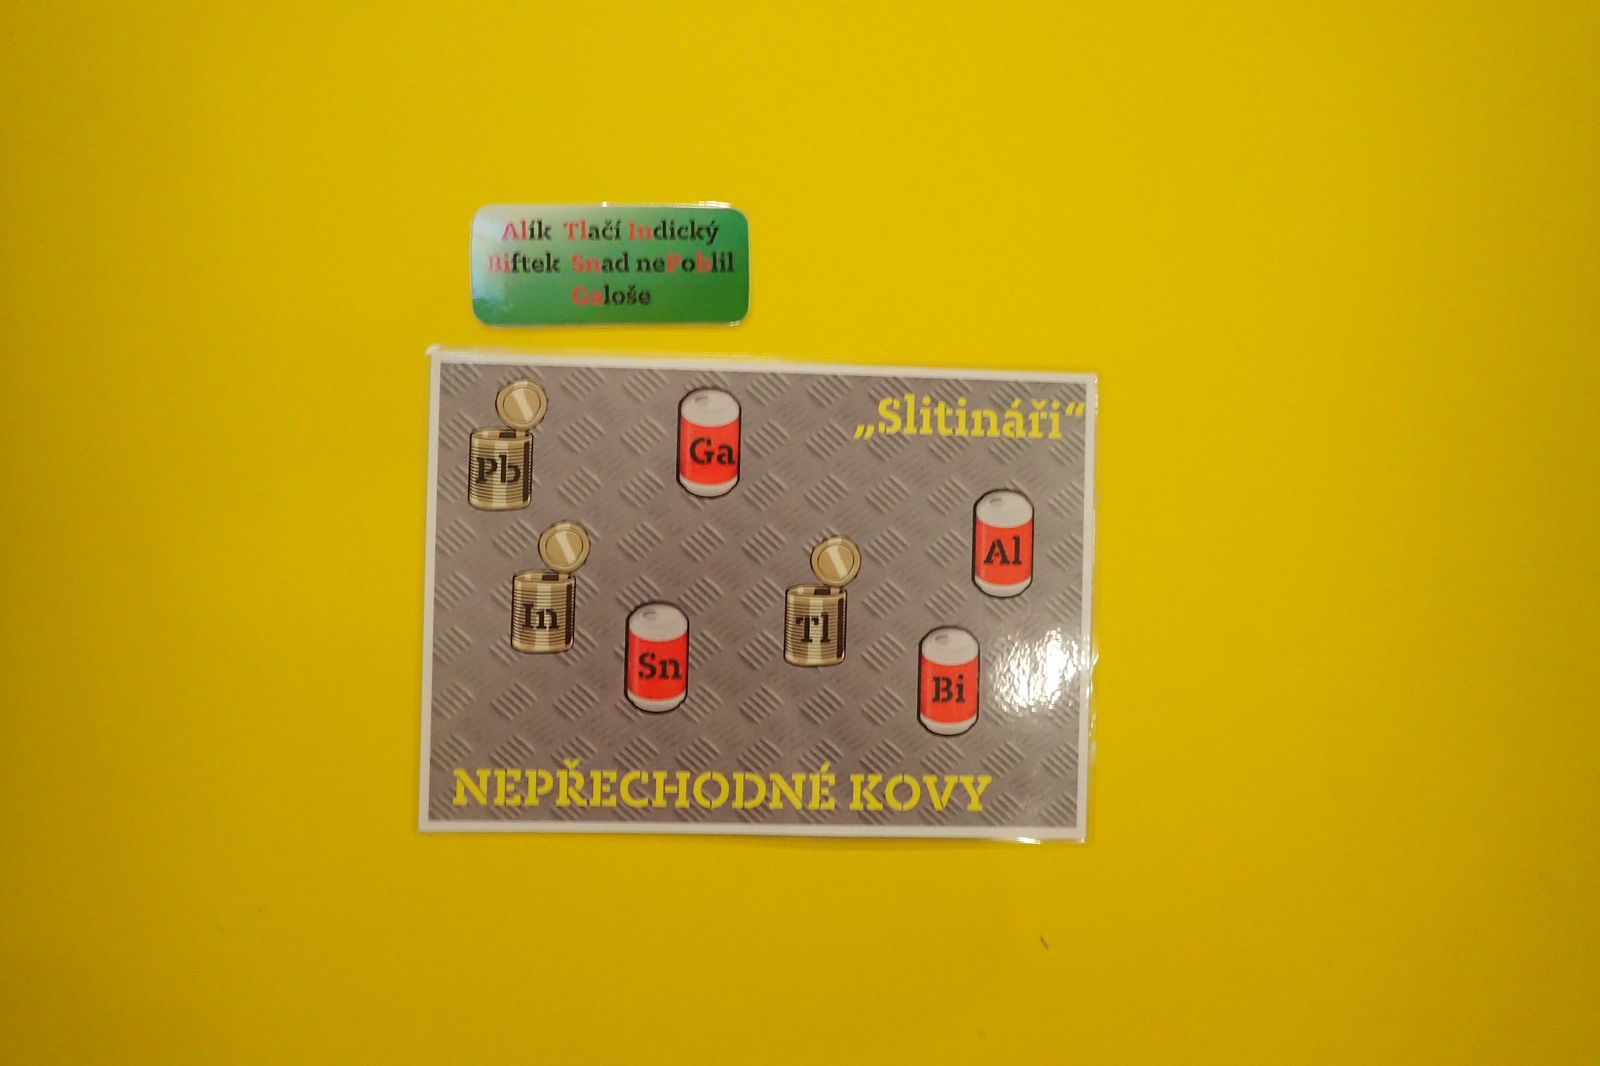 Alík Tlačí Indický
Biftek Snad nePoblil
Galoše
„Slitináři“
Pb
Ga
Al
In
Tl
Sn
Bi
NEPŘECHODNÉ KOVY